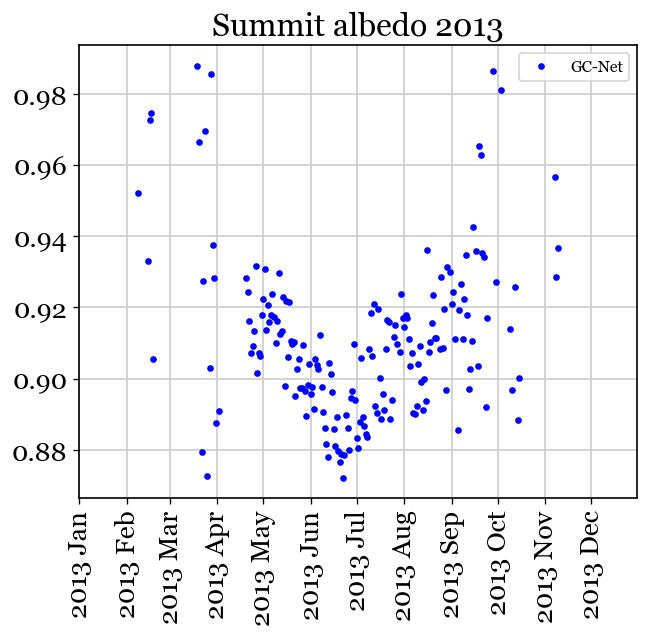 Summit albedo 2013
GC-Net
0.98
0.96
0.94
0.92
0.90
0.88
2013 Jan
2013 Feb
2013 Mar
2013 Apr
2013 May
2013 Jun
2013 Jul
2013 Aug
2013 Sep
2013 Oct
2013 Nov
2013 Dec